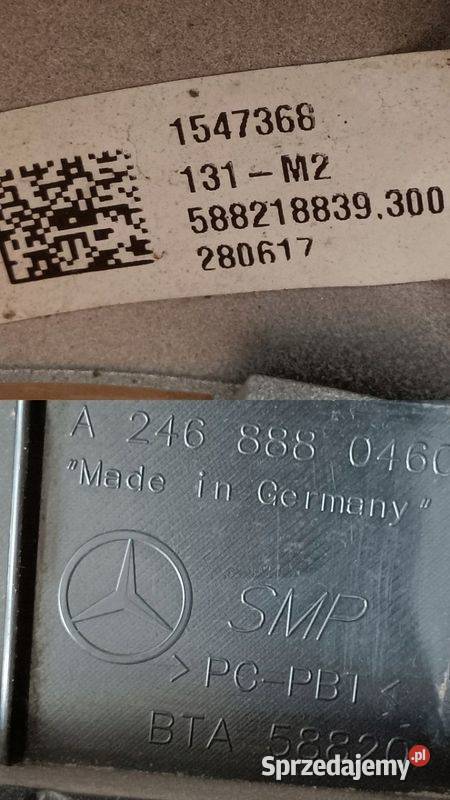 1547368
131-M2
588218839.300
280617
A 246 888 0460
"Made in Germany"
SMP
>PC-PBT<
BTA 58820
Sprzedajemy.pl